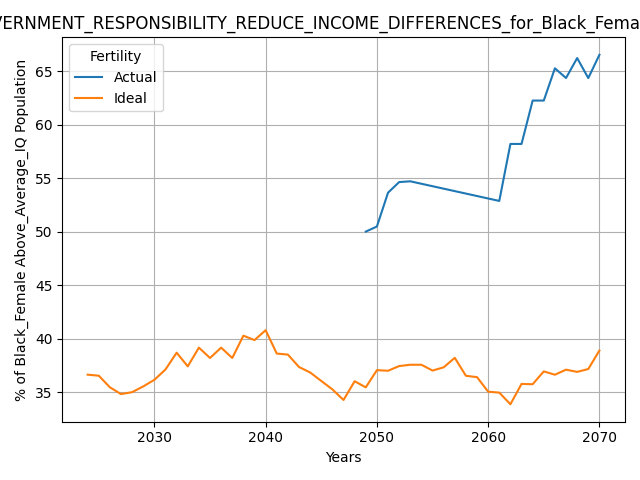 VERNMENT_RESPONSIBILITY_REDUCE_INCOME_DIFFERENCES_for_Black_Fema
Fertility
Actual
Ideal
% of Black_Female Above_Average_IQ Population
65
60
55
50
45
40
35
2030 2040 2050 2060 2070
Years